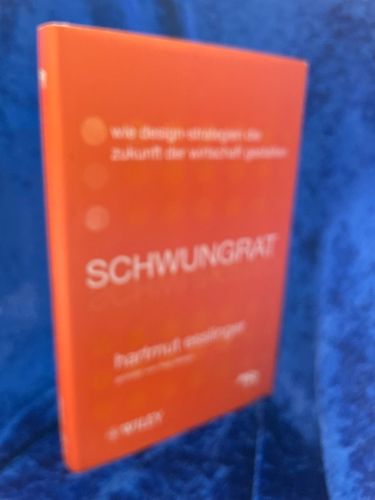 wie design-strategien die
zukunft der wirtschaft gestalten
SCHWUNGRAT
hartmut esslinger
WILEY